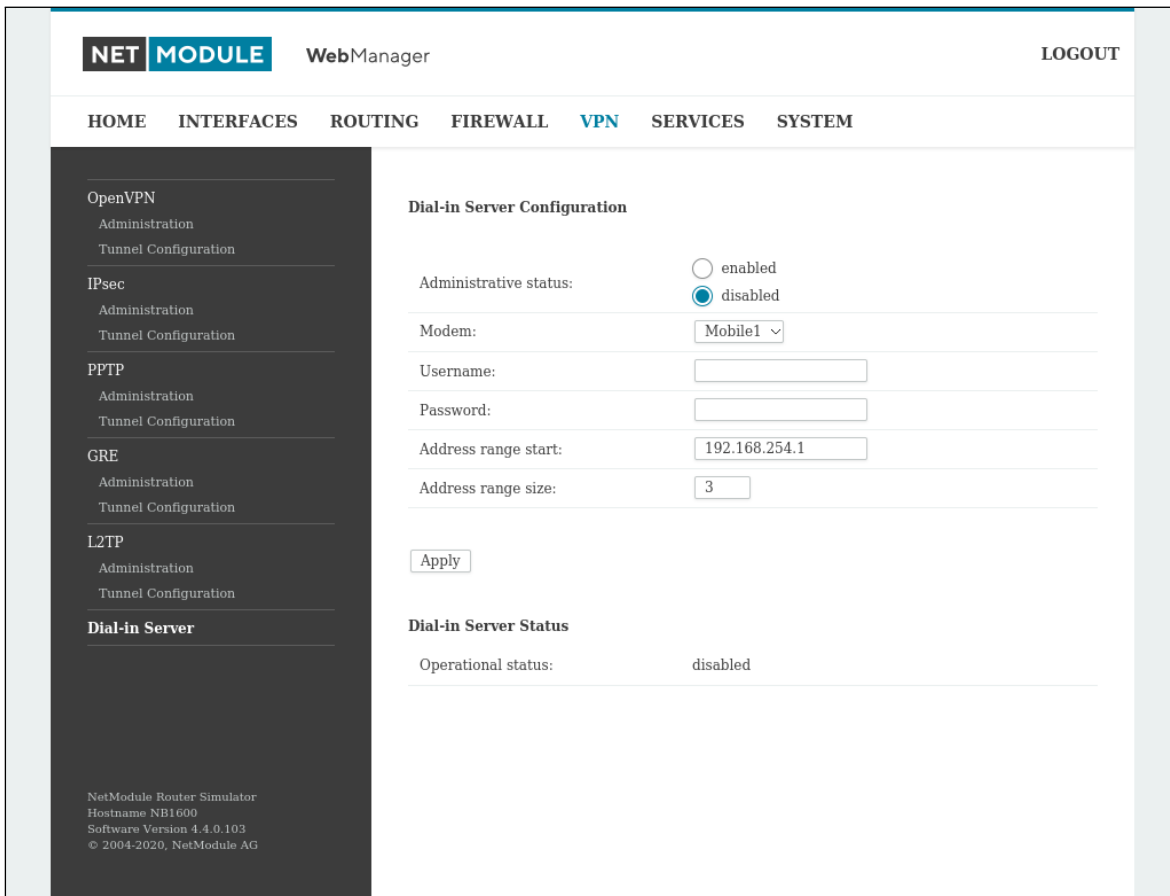 NET MODULE WebManager LOGOUT
HOME INTERFACES ROUTING FIREWALL VPN SERVICES SYSTEM
OpenVPN
Administration
Tunnel Configuration
IPsec
Administration
Tunnel Configuration
PPTP
Administration
Tunnel Configuration
GRE
Administration
Tunnel Configuration
L2TP
Administration
Tunnel Configuration
Dial-in Server
NetModule Router Simulator
Hostname NB1600
Software Version 4.4.0.103
© 2004-2020, NetModule AG
Dial-in Server Configuration
Administrative status: enabled
disabled
Modem: Mobile1
Username:
Password:
Address range start: 192.168.254.1
Address range size: 3
Apply
Dial-in Server Status
Operational status: disabled